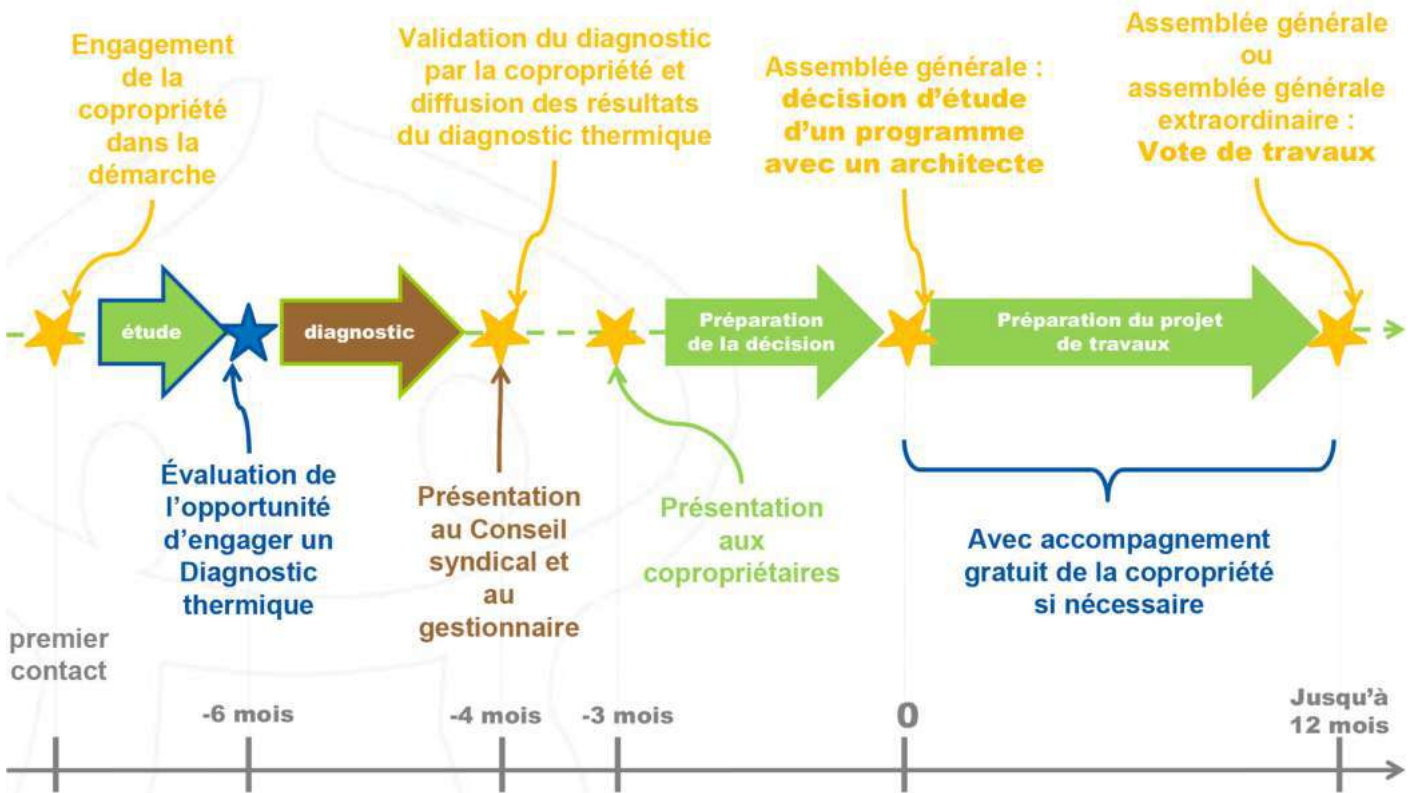 Engagement
de la
copropriété
dans la
démarche
Validation du diagnostic
par la copropriété et
diffusion des résultats
du diagnostic thermique
Assemblée générale :
décision d'étude
d'un programme
avec un architecte
Assemblée générale
ou
assemblée générale
extraordinaire :
Vote de travaux
étude
diagnostic
Préparation
de la décision
Préparation du projet
de travaux
Évaluation de
l'opportunité
d'engager un
Diagnostic
thermique
Présentation
au Conseil
syndical et
au
gestionnaire
Présentation
aux
copropriétaires
Avec accompagnement
gratuit de la copropriété
si nécessaire
premier
contact
-6 mois
-4 mois
-3 mois
0
Jusqu'à
12 mois